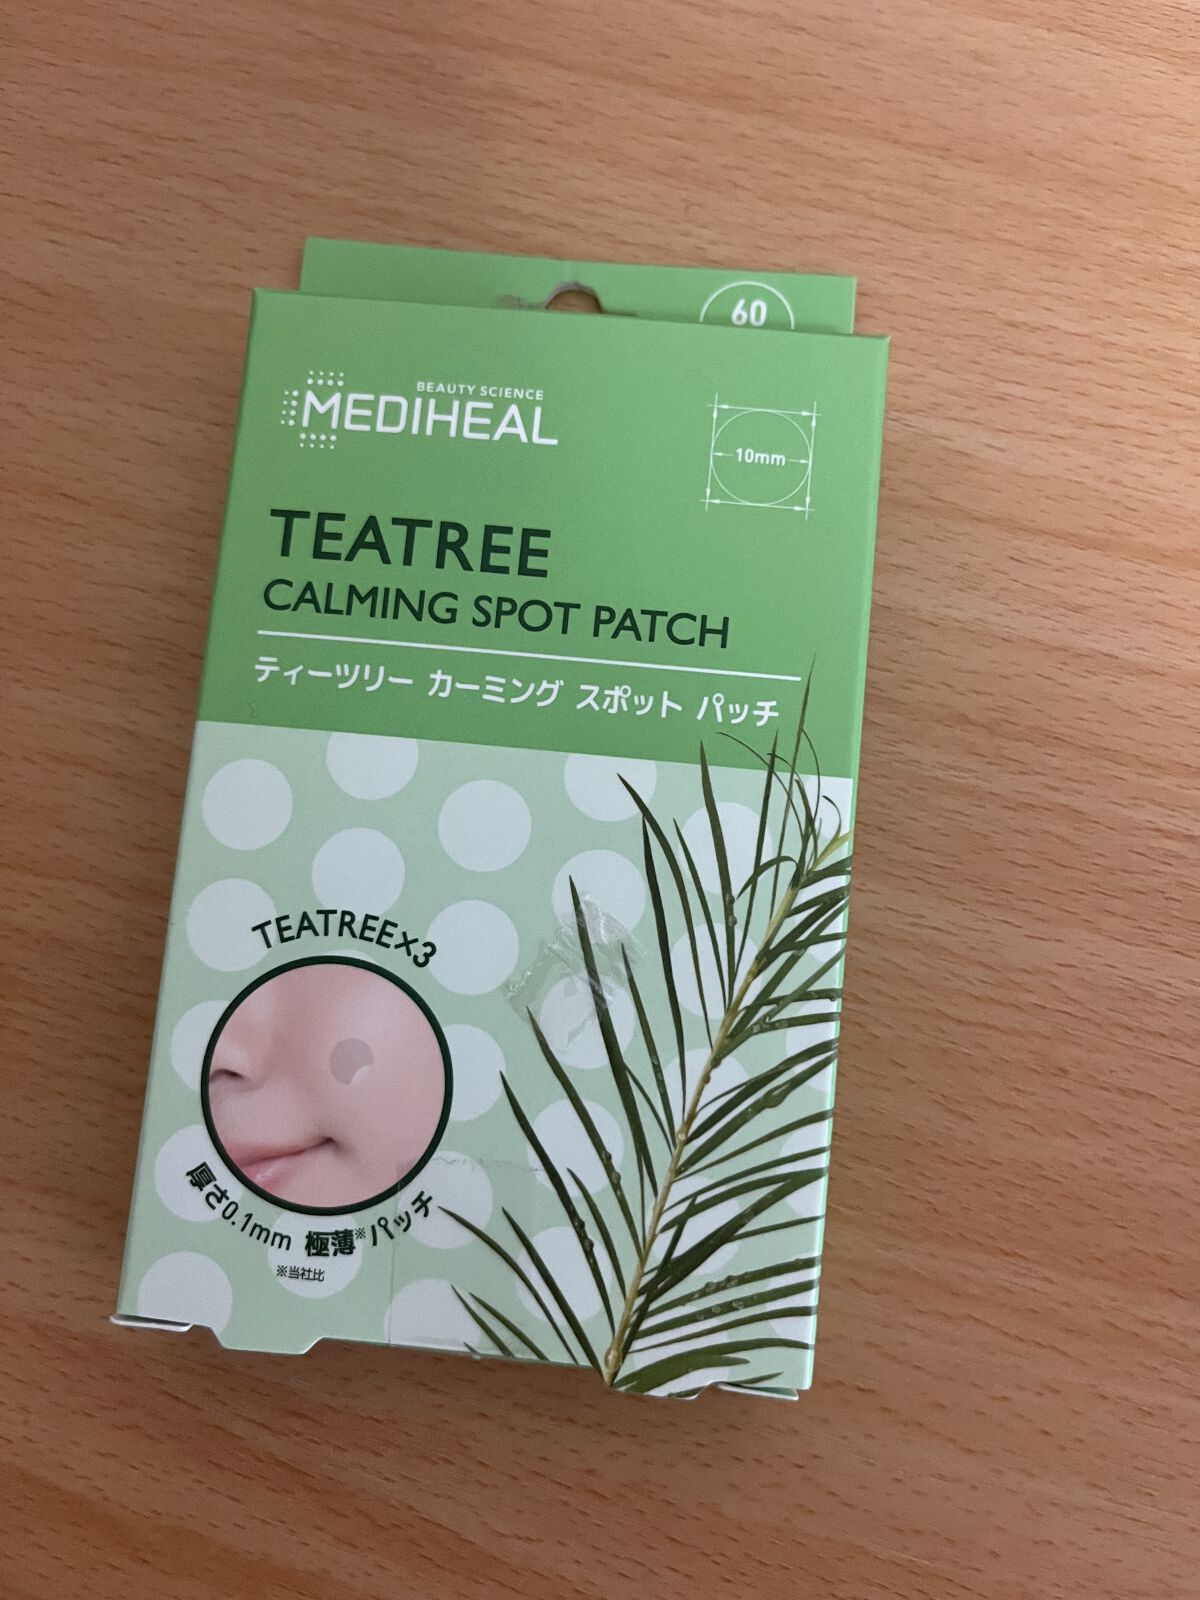 60
BEAUTY SCIENCE
MEDIHEAL
10mm
TEATREE
CALMING SPOT PATCH
ティーツリー カーミング スポット パッチ
TEATREE×3
厚さ0.1mm 極薄※パッチ
※当社比